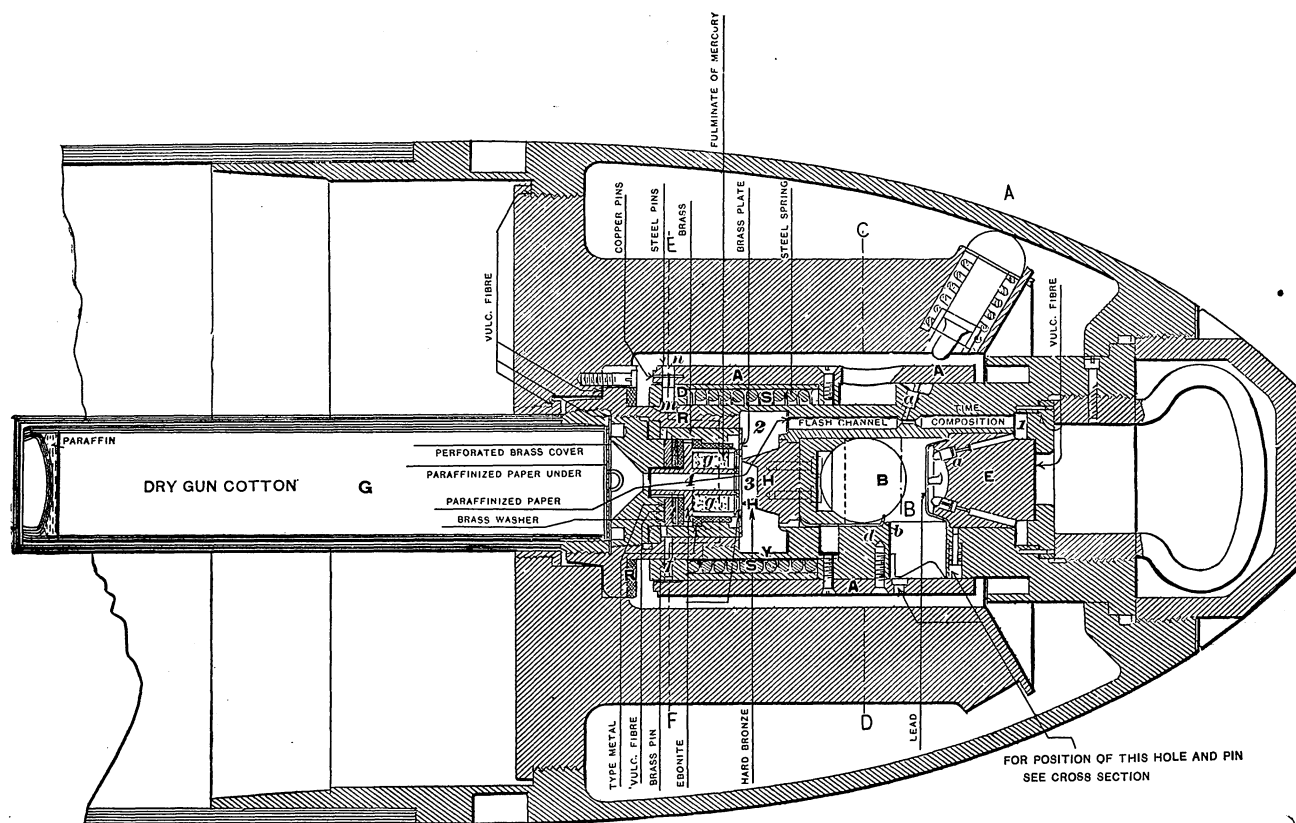 FULMINATE OF MERCURY
COPPER PINS
STEEL PINS
E
BRASS
BRASS PLATE
STEEL SPRING
C
A
VULC. FIBRE
VULC. FIBRE
n
A
A
D
S
m
R
a
2
FLASH CHANNEL
TIME
COMPOSITION
1
PARAFFIN
PERFORATED BRASS COVER
PARAFFINIZED PAPER UNDER
PARAFFINIZED PAPER
BRASS WASHER
DRY GUN COTTON
G
g
4
3
H
B
B
a
E
g
H
b
d
Y
S
A
F
D
TYPE METAL
VULC. FIBRE
BRASS PIN
EBONITE
HARD BRONZE
LEAD
FOR POSITION OF THIS HOLE AND PIN
SEE CROSS SECTION